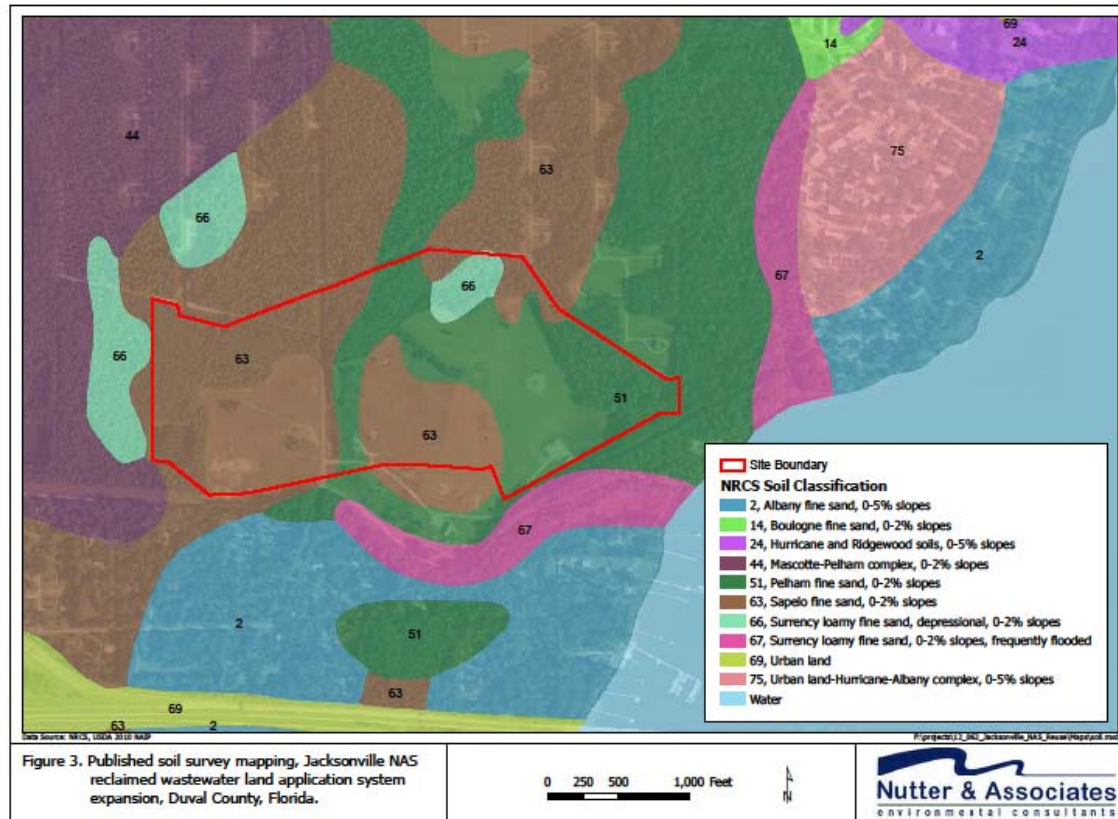 69
14
24
44
75
63
66
2
66
67
63
66
51
63
67
2
51
63
69
63
2
Site Boundary
NRCS Soil Classification
2, Albany fine sand, 0-5% slopes
14, Boulogne fine sand, 0-2% slopes
24, Hurricane and Ridgewood soils, 0-5% slopes
44, Mascotte-Pelham complex, 0-2% slopes
51, Pelham fine sand, 0-2% slopes
63, Sapelo fine sand, 0-2% slopes
66, Surrency loamy fine sand, depressional, 0-2% slopes
67, Surrency loamy fine sand, 0-2% slopes, frequently flooded
69, Urban land
75, Urban land-Hurricane-Albany complex, 0-5% slopes
Water
Data Source: NRCS, USDA 2010 NAIP
Figure 3. Published soil survey mapping, Jacksonville NAS
reclaimed wastewater land application system
expansion, Duval County, Florida.
0 250 500 1,000 Feet
N
Nutter & Associates
environmental consultants